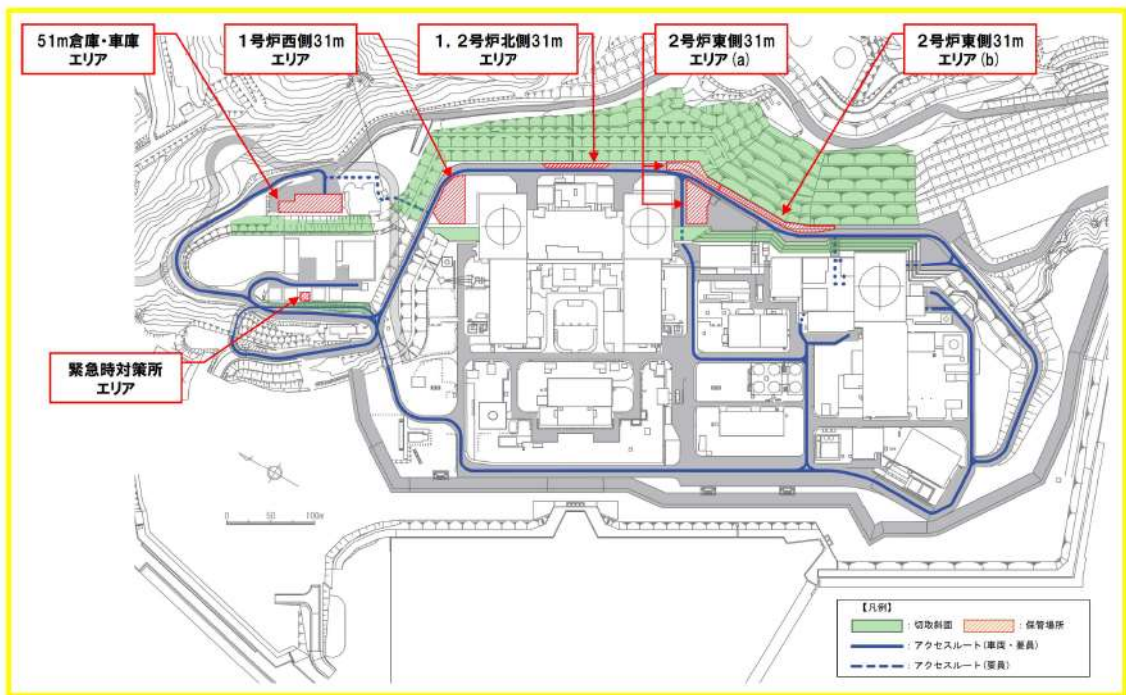 51m倉庫・車庫
エリア
1号炉西側31m
エリア
1,2号炉北側31m
エリア
2号炉東側31m
エリア(a)
2号炉東側31m
エリア(b)
緊急時対策所
エリア
0 50 100m
【凡例】
:切取斜面
:保管場所
:アクセスルート(車両・要員)
:アクセスルート(要員)